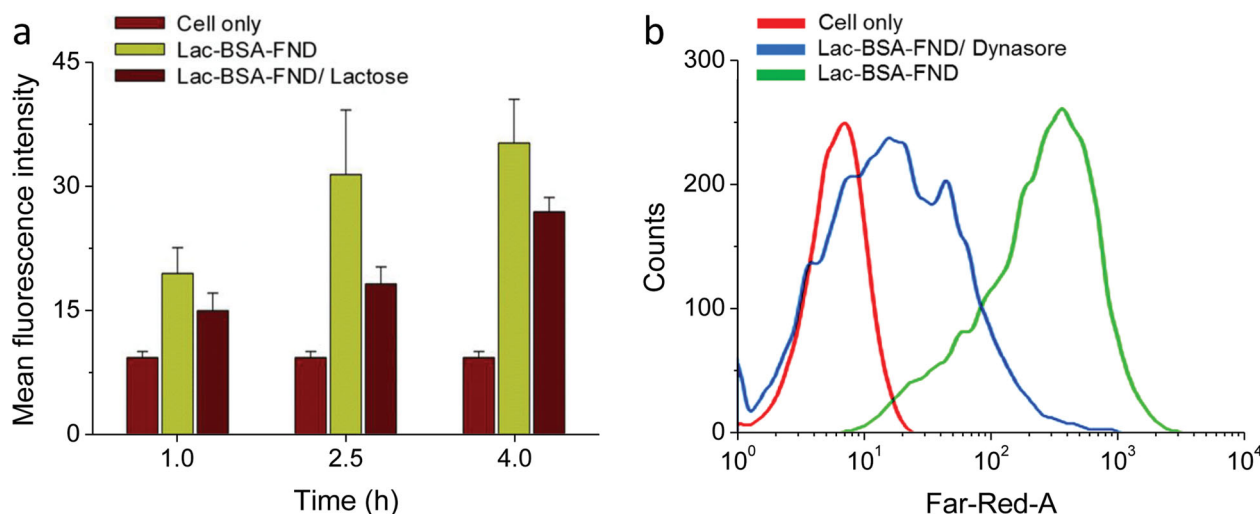 a
Cell only
Lac-BSA-FND
Lac-BSA-FND/ Lactose
Mean fluorescence intensity
45
30
15
0
1.0 2.5 4.0
Time (h)
b
Cell only
Lac-BSA-FND/ Dynasore
Lac-BSA-FND
Counts
300
200
100
0
10⁰ 10¹ 10² 10³ 10⁴
Far-Red-A